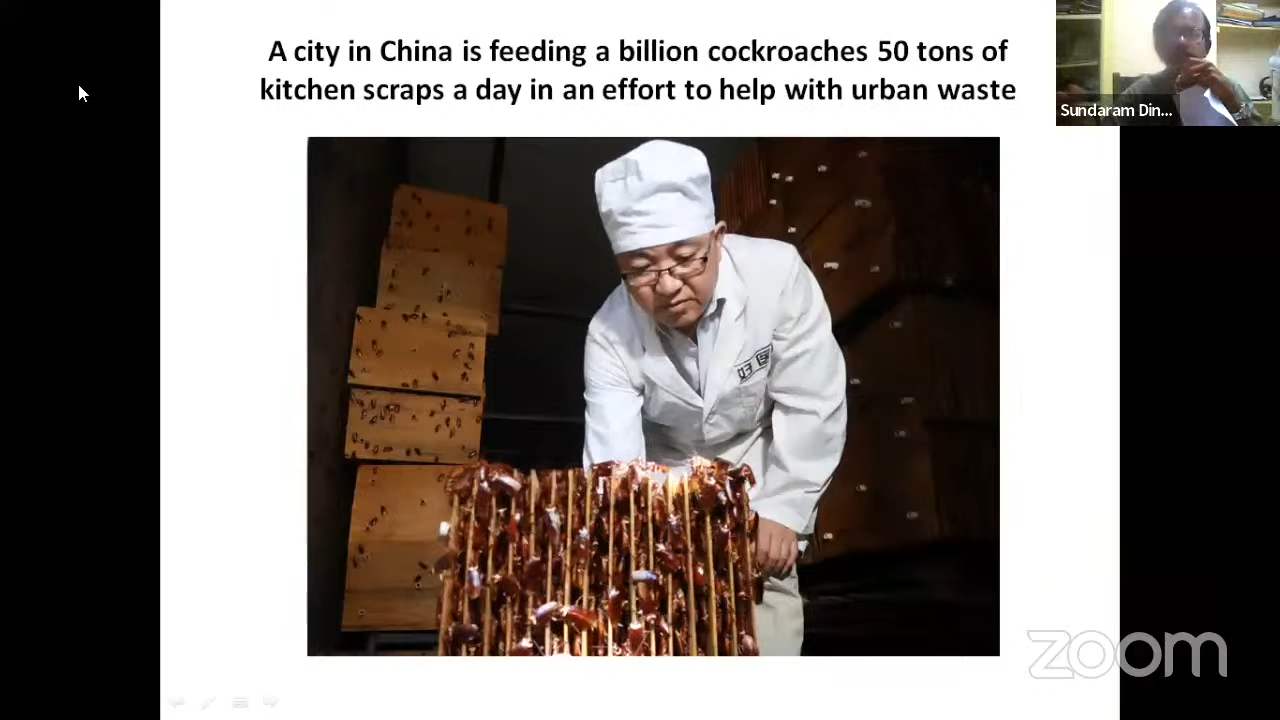 A city in China is feeding a billion cockroaches 50 tons of
kitchen scraps a day in an effort to help with urban waste
Sundaram Din...
zoom